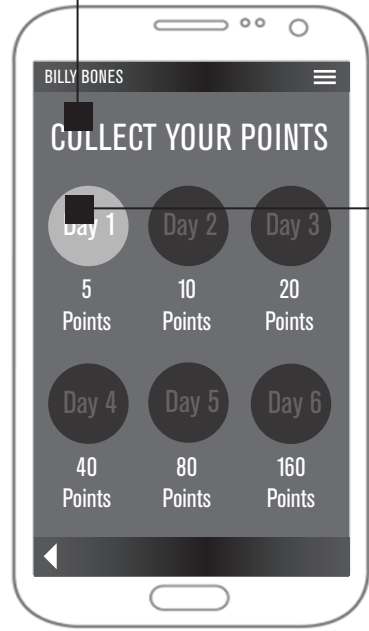 BILLY BONES
COLLECT YOUR POINTS
Day 1 Day 2 Day 3
5 10 20
Points Points Points
Day 4 Day 5 Day 6
40 80 160
Points Points Points